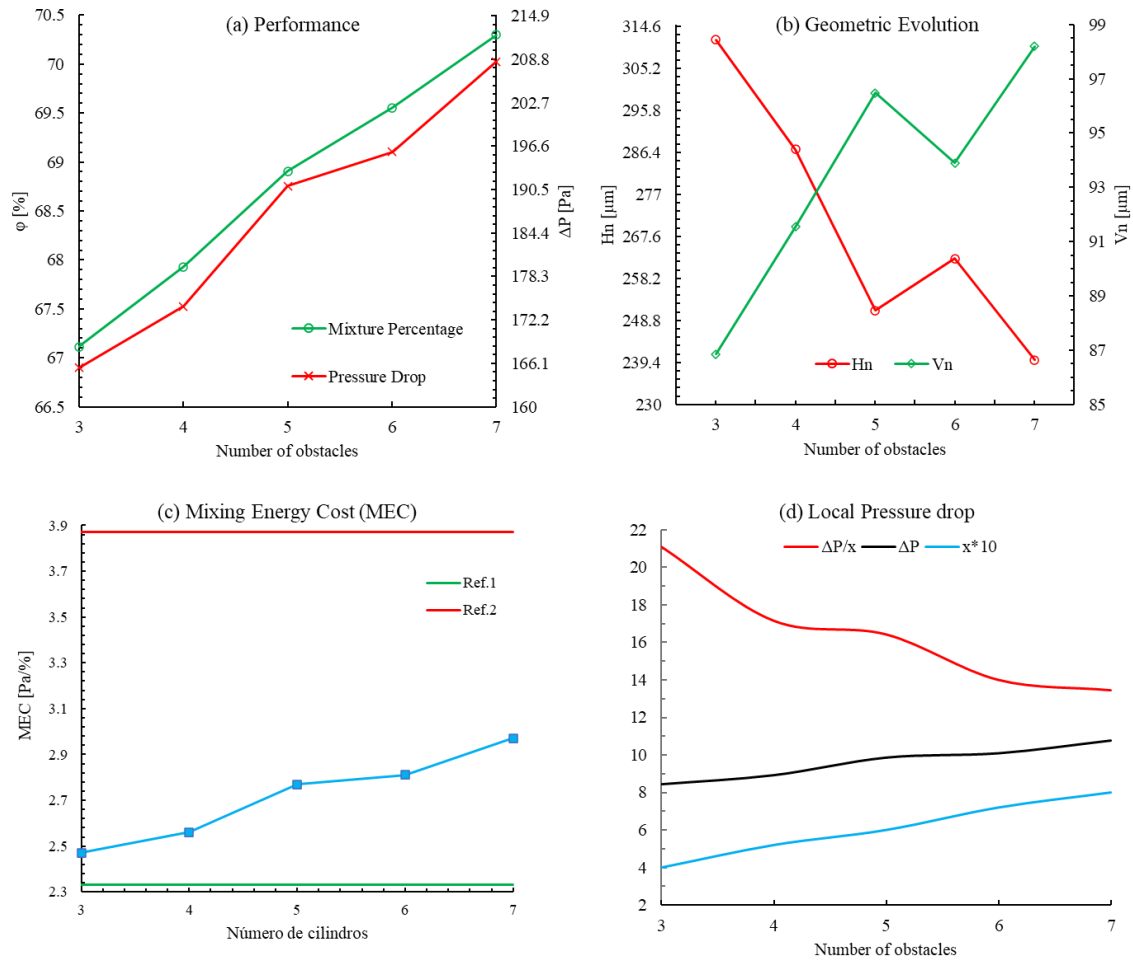 (a) Performance
70.5
70
69.5
69
68.5
68
67.5
67
66.5
φ [%]
214.9
208.8
202.7
196.6
190.5
184.4
178.3
172.2
166.1
160
ΔP [Pa]
Mixture Percentage
Pressure Drop
3 4 5 6 7
Number of obstacles
(b) Geometric Evolution
314.6
305.2
295.8
286.4
277
267.6
258.2
248.8
239.4
230
Hn [µm]
99
97
95
93
91
89
87
85
Vn [µm]
Hn Vn
3 4 5 6 7
Number of obstacles
(c) Mixing Energy Cost (MEC)
3.9
3.7
3.5
3.3
3.1
2.9
2.7
2.5
2.3
MEC [Pa/%]
Ref.1
Ref.2
3 4 5 6 7
Número de cilindros
(d) Local Pressure drop
ΔP/x ΔP x*10
22
20
18
16
14
12
10
8
6
4
2
3 4 5 6 7
Number of obstacles